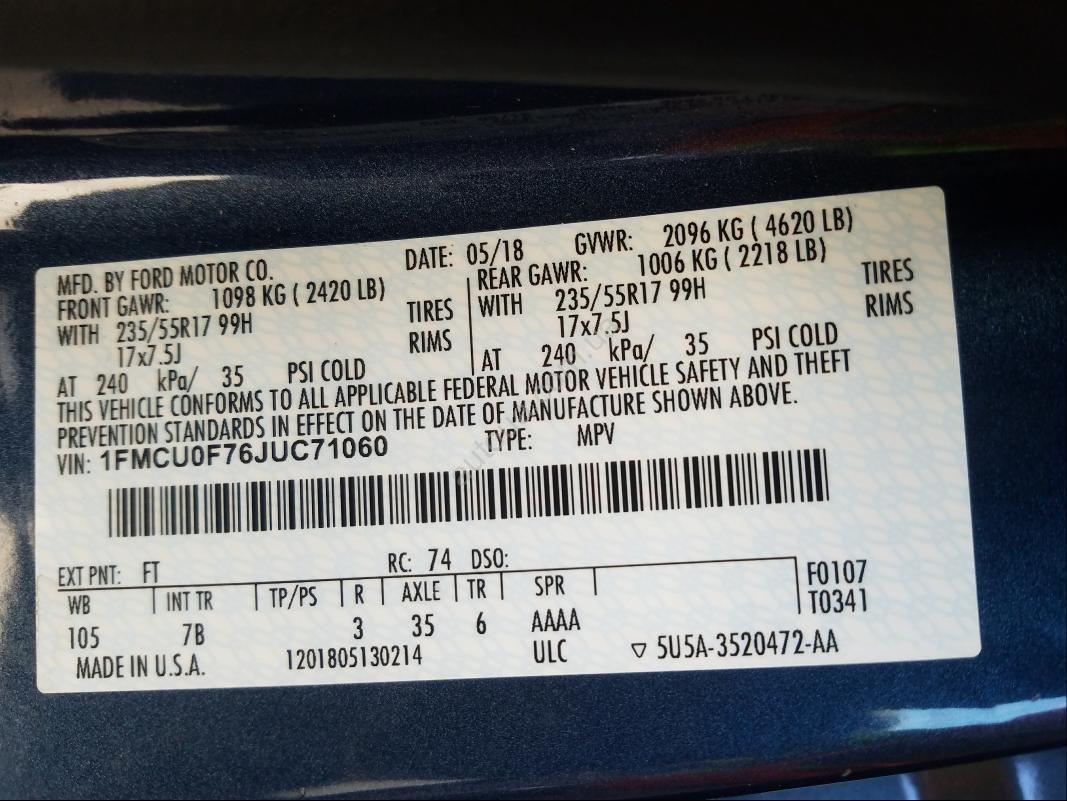 MFD. BY FORD MOTOR CO. DATE: 05/18 GVWR: 2096 KG ( 4620 LB)
FRONT GAWR: 1098 KG ( 2420 LB) REAR GAWR: 1006 KG ( 2218 LB)
WITH 235/55R17 99H TIRES WITH 235/55R17 99H TIRES
17x7.5J RIMS 17x7.5J RIMS
AT 240 kPa/ 35 PSI COLD AT 240 kPa/ 35 PSI COLD
THIS VEHICLE CONFORMS TO ALL APPLICABLE FEDERAL MOTOR VEHICLE SAFETY AND THEFT
PREVENTION STANDARDS IN EFFECT ON THE DATE OF MANUFACTURE SHOWN ABOVE.
VIN: 1FMCU0F76JUC71060 TYPE: MPV
EXT PNT: FT RC: 74 DSO:
WB INT TR TP/PS R AXLE TR SPR F0107
105 7B 3 35 6 AAAA T0341
MADE IN U.S.A. 1201805130214 ULC ▽ 5U5A-3520472-AA